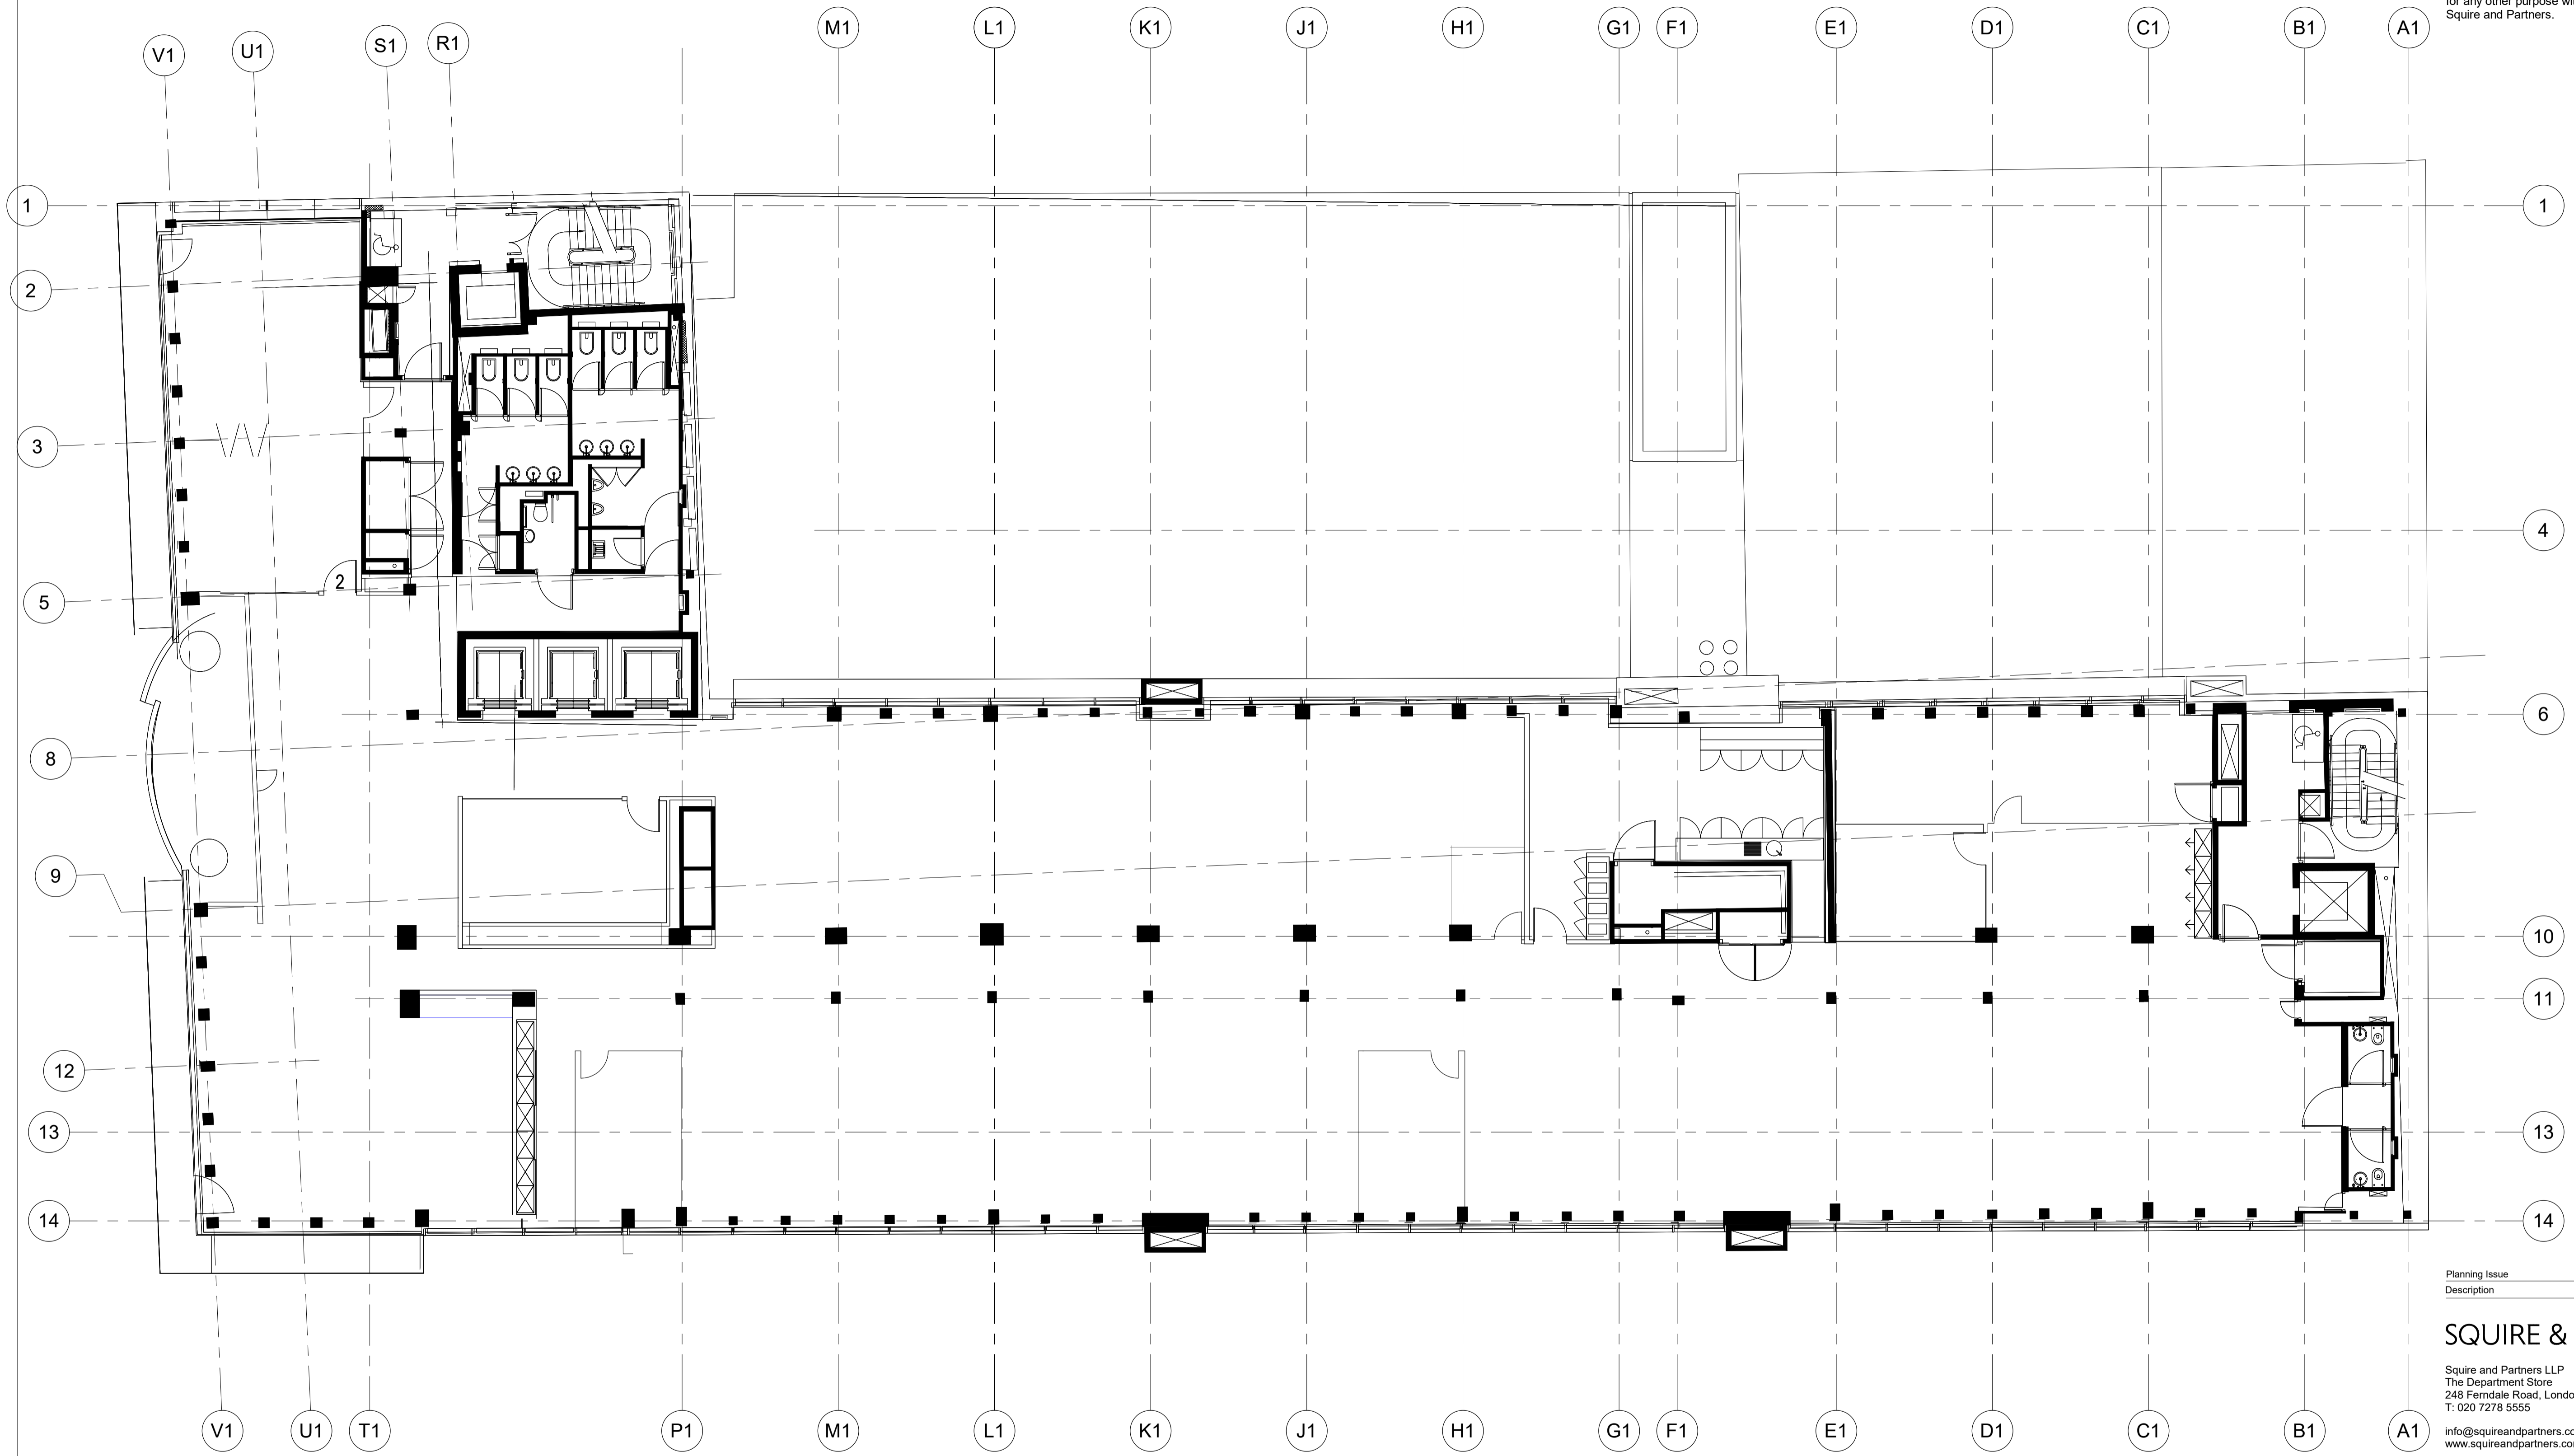 for any other purpose wi
Squire and Partners.
V1 U1 S1 R1 M1 L1 K1 J1 H1 G1 F1 E1 D1 C1 B1 A1
1 1
2
3
4
5
2
6
8
9
10
11
12
13 13
14 14
Planning Issue
Description
SQUIRE &
Squire and Partners LLP
The Department Store
248 Ferndale Road, Londo
T: 020 7278 5555
info@squireandpartners.co
www.squireandpartners.co
V1 U1 T1 P1 M1 L1 K1 J1 H1 G1 F1 E1 D1 C1 B1 A1